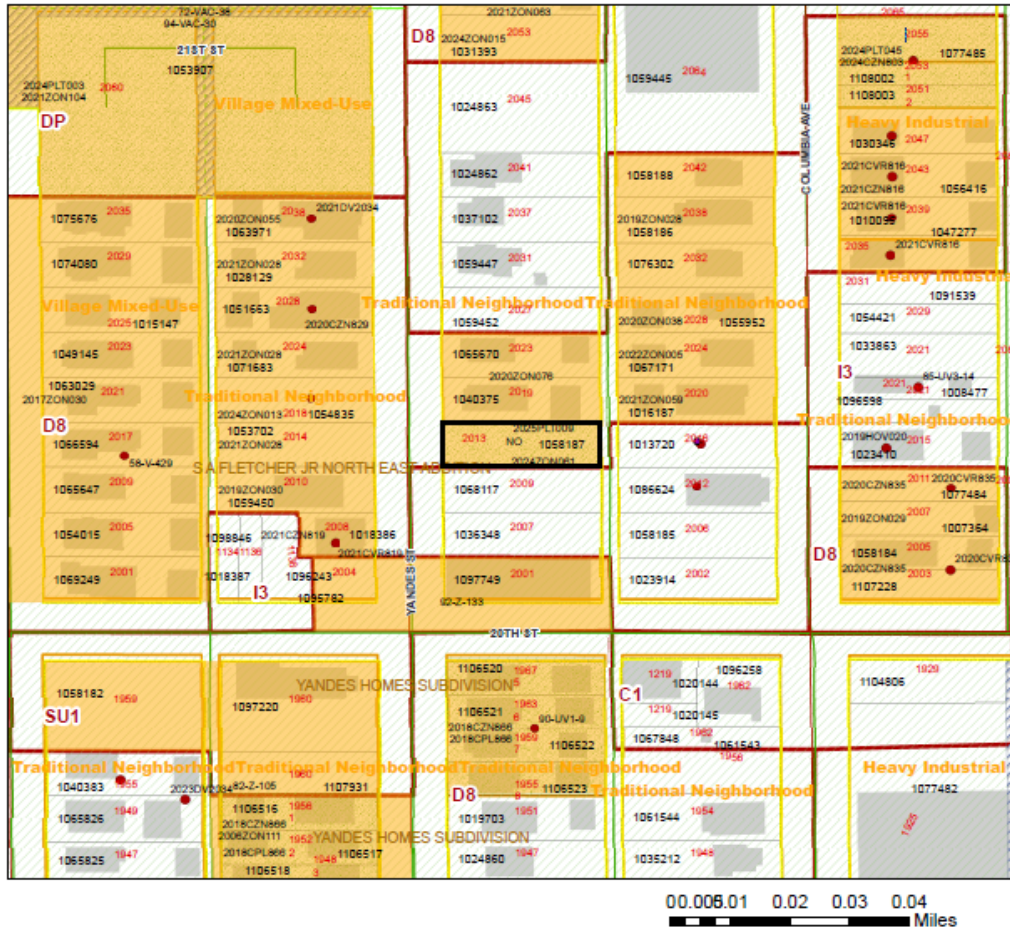 72-VAC-36
94-VAC-30
21ST ST
1053907
2024PLT003
2021ZON104
2060
DP
Village Mixed-Use
D8
2021ZON063
2024ZON015
2053
1031393
1024863
2045
1024862
2041
1037102
2037
1059447
2031
2027
1059452
1059445
2064
COLUMBIA AVE
2065
2055
2024PLT045
2024CZN803
1077485
1108002
1108003
Heavy Industrial
1030346
2047
2021CVR816
2043
2021CZN816
1056416
2021CVR816
2039
1047277
2035
2021CVR816
1075676
2035
1074080
2029
Village Mixed-Use
2025
1015147
1049145
2023
1063029
2021
2017ZON030
D8
1066594
2017
58-V-429
1065647
2009
1054015
2005
1069249
2001
2038
2021DV2034
2020ZON055
1063971
2032
2021ZON028
1028129
2028
1051663
2020CZN829
2021ZON028
2024
1071683
Traditional Neighborhood
2024ZON013
2018
1054835
1053702
2021ZON028
2014
S A FLETCHER JR NORTH EAST ADDITION
2019ZON030
2010
1059450
1098846
2021CZN819
2008
1018386
2021CVR819
1134
1136
1018387
1096243
2004
I3
1095782
Traditional Neighborhood
1065670
2023
2020ZON076
1040375
2019
2025PLT009
2013
NO
1058187
2024ZON061
1068117
2009
1036348
2007
1097749
2001
92-Z-133
YANDES ST
20TH ST
1058188
2042
2019ZON028
2038
1058186
1076302
2032
Traditional Neighborhood
2020ZON038
2028
1055952
2022ZON005
2024
1067171
2021ZON059
2020
1016187
1013720
1086624
2012
1058185
2006
1023914
2002
Heavy Industrial
2031
1091539
1054421
2029
1033863
2021
I3
85-UV3-14
2021
1008477
1096598
Traditional Neighborhood
2019HOV020
2015
1023410
2020CZN835
2011
2020CVR835
1077484
2019ZON029
2007
1007364
D8
1058184
2005
2020CZN835
2003
1107228
1058182
1959
SU1
YANDES HOMES SUBDIVISION
1097220
1960
1106520
1967
1106521
1963
90-UV1-9
2018CZN866
2018CPL866
1959
1106522
1219
1096258
1020144
1962
C1
1219
1020145
1067848
1962
1061543
1956
1929
1104806
Traditional Neighborhood
1040383
1955
2023DV2034
1065826
1949
1065825
1947
Traditional Neighborhood
1960
82-Z-105
1107931
1106516
1956
2018CZN866
2006ZON111
1952
2018CPL866
1948
1106517
1106518
YANDES HOMES SUBDIVISION
Traditional Neighborhood
D8
1955
1106523
1019703
1951
1024860
1947
Traditional Neighborhood
1061544
1954
1035212
1948
Heavy Industrial
1077482
1925
0.01 0.02 0.03 0.04
Miles